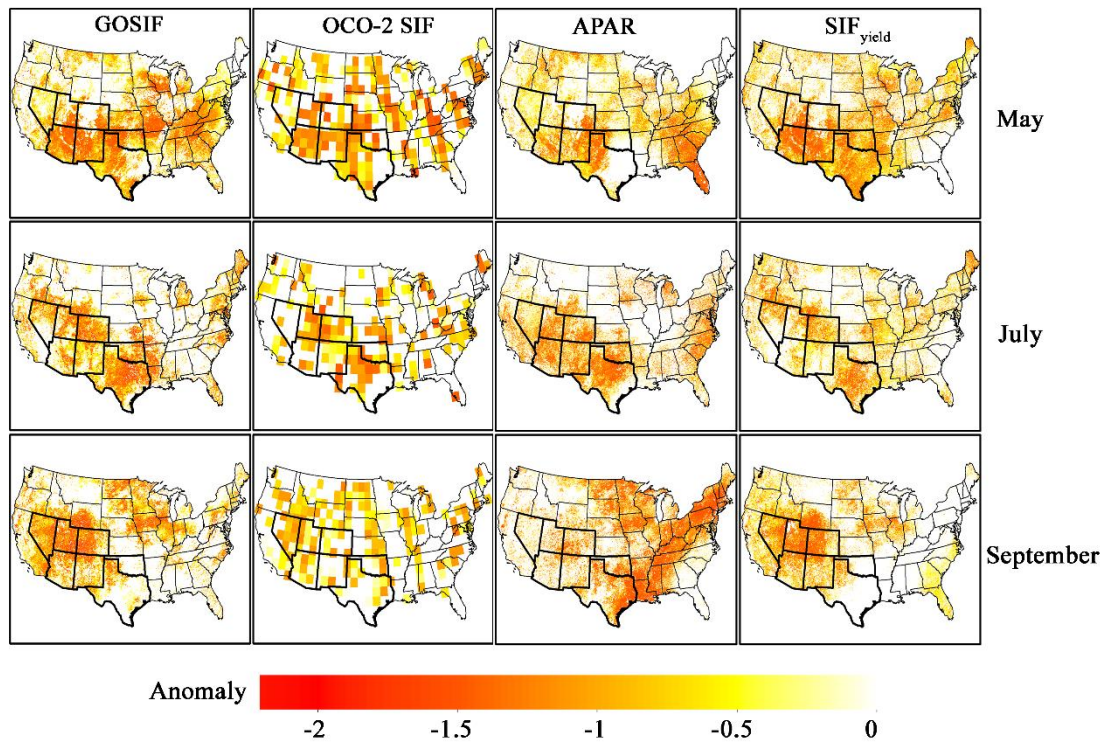 GOSIF OCO-2 SIF APAR SIFyield
May
July
September
Anomaly
-2 -1.5 -1 -0.5 0